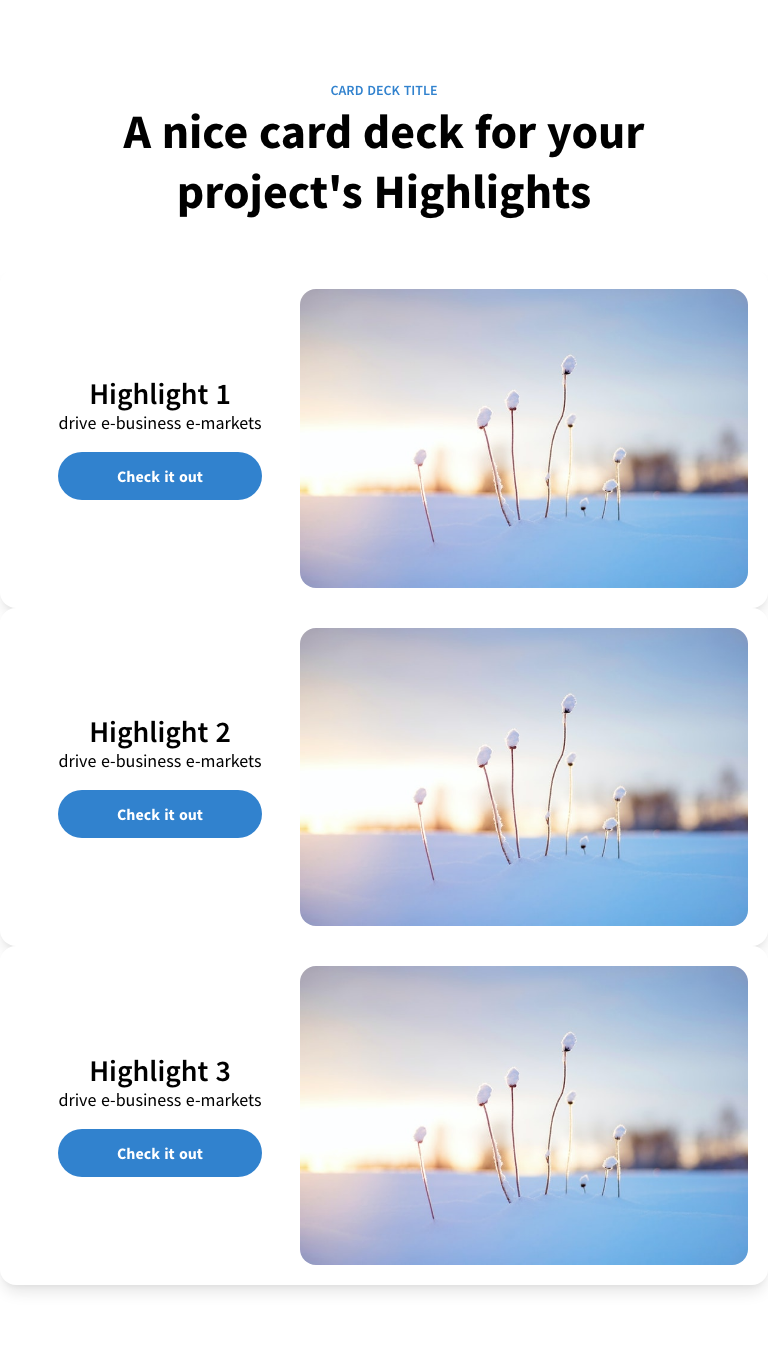 CARD DECK TITLE
A nice card deck for your
project's Highlights
Highlight 1
drive e-business e-markets
Check it out
Highlight 2
drive e-business e-markets
Check it out
Highlight 3
drive e-business e-markets
Check it out